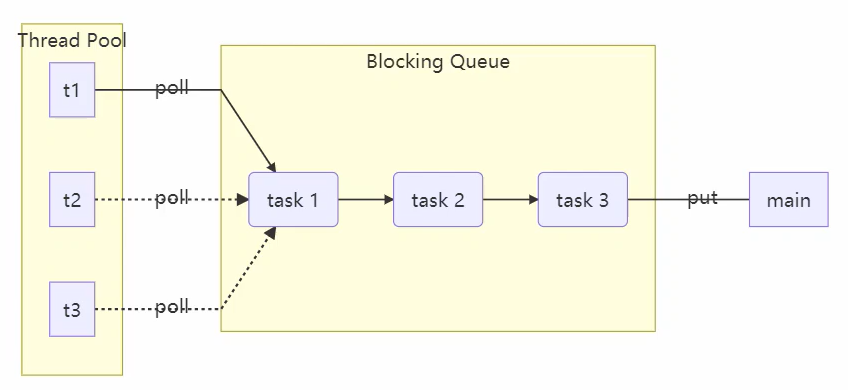 Thread Pool
Blocking Queue
t1
poll
t2
poll
task 1
task 2
task 3
put
main
t3
poll